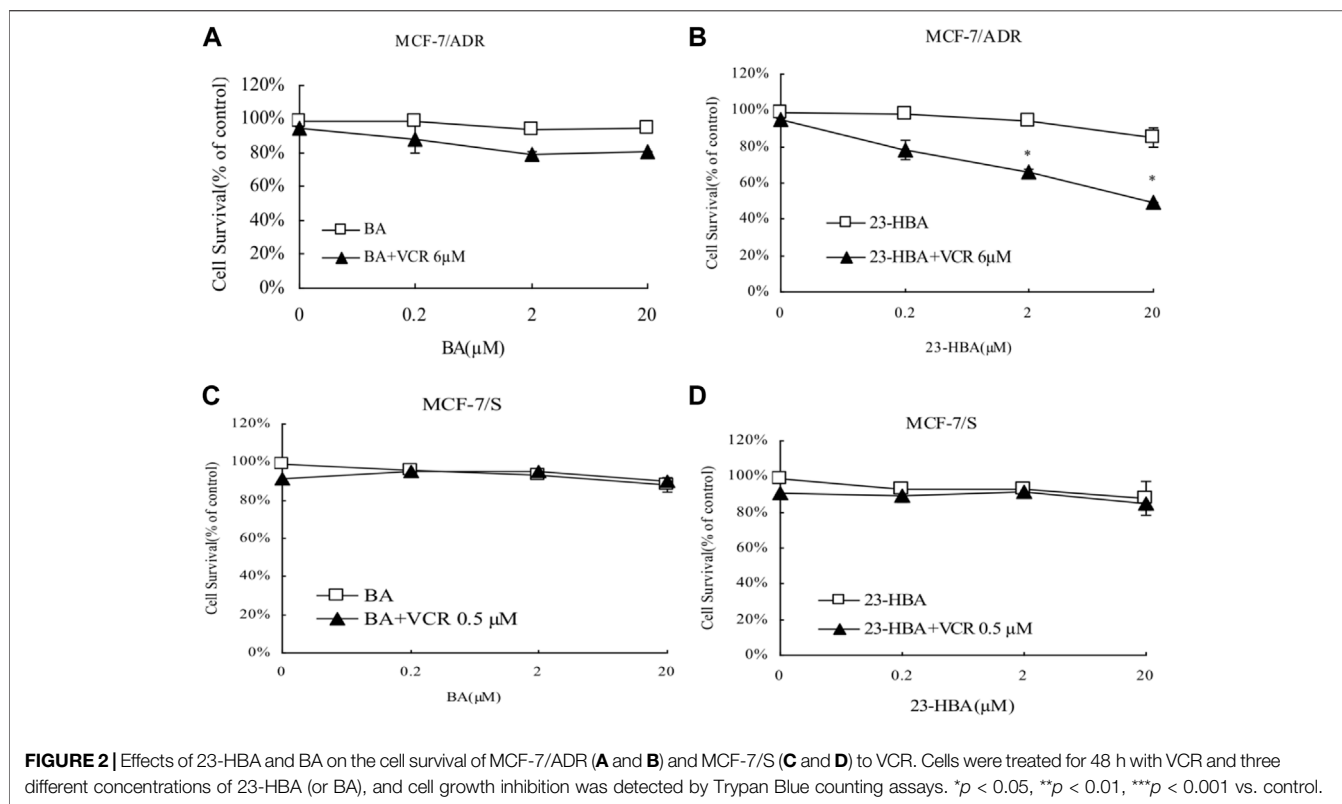 A
MCF-7/ADR
Cell Survival(% of control)
120%
100%
80%
60%
40%
20%
0%
BA
BA+VCR 6μM
0 0.2 2 20
BA(μM)
B
MCF-7/ADR
Cell Survival(% of control)
120%
100%
80%
60%
40%
20%
0%
*
*
23-HBA
23-HBA+VCR 6μM
0 0.2 2 20
23-HBA(μM)
C
MCF-7/S
Cell Survival(% of control)
120%
100%
80%
60%
40%
20%
0%
BA
BA+VCR 0.5 μM
0 0.2 2 20
BA(μM)
D
MCF-7/S
Cell Survival(% of control)
120%
100%
80%
60%
40%
20%
0%
23-HBA
23-HBA+VCR 0.5 μM
0 0.2 2 20
23-HBA(μM)
FIGURE 2 | Effects of 23-HBA and BA on the cell survival of MCF-7/ADR (A and B) and MCF-7/S (C and D) to VCR. Cells were treated for 48 h with VCR and three
different concentrations of 23-HBA (or BA), and cell growth inhibition was detected by Trypan Blue counting assays. *p < 0.05, **p < 0.01, ***p < 0.001 vs. control.